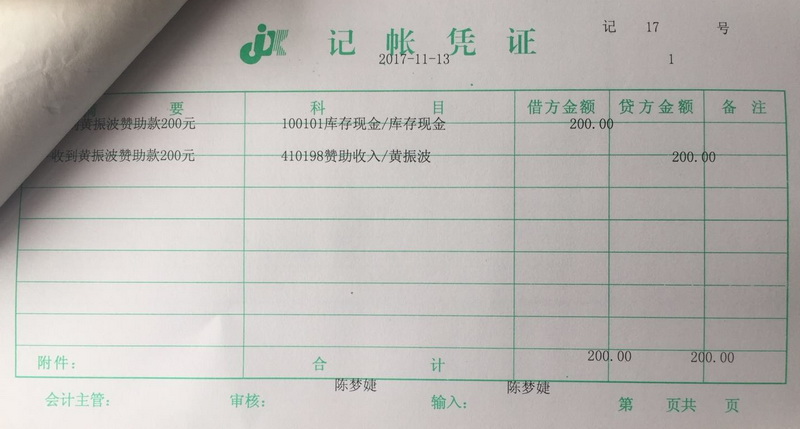 记 17 号
记帐凭证
2017-11-13 1
要 科目 借方金额 贷方金额 备注
黄振波赞助款200元 100101库存现金/库存现金 200.00
收到黄振波赞助款200元 410198赞助收入/黄振波 200.00
附件： 合计 200.00 200.00
会计主管： 审核： 陈梦婕 输入： 陈梦婕 第 页共 页